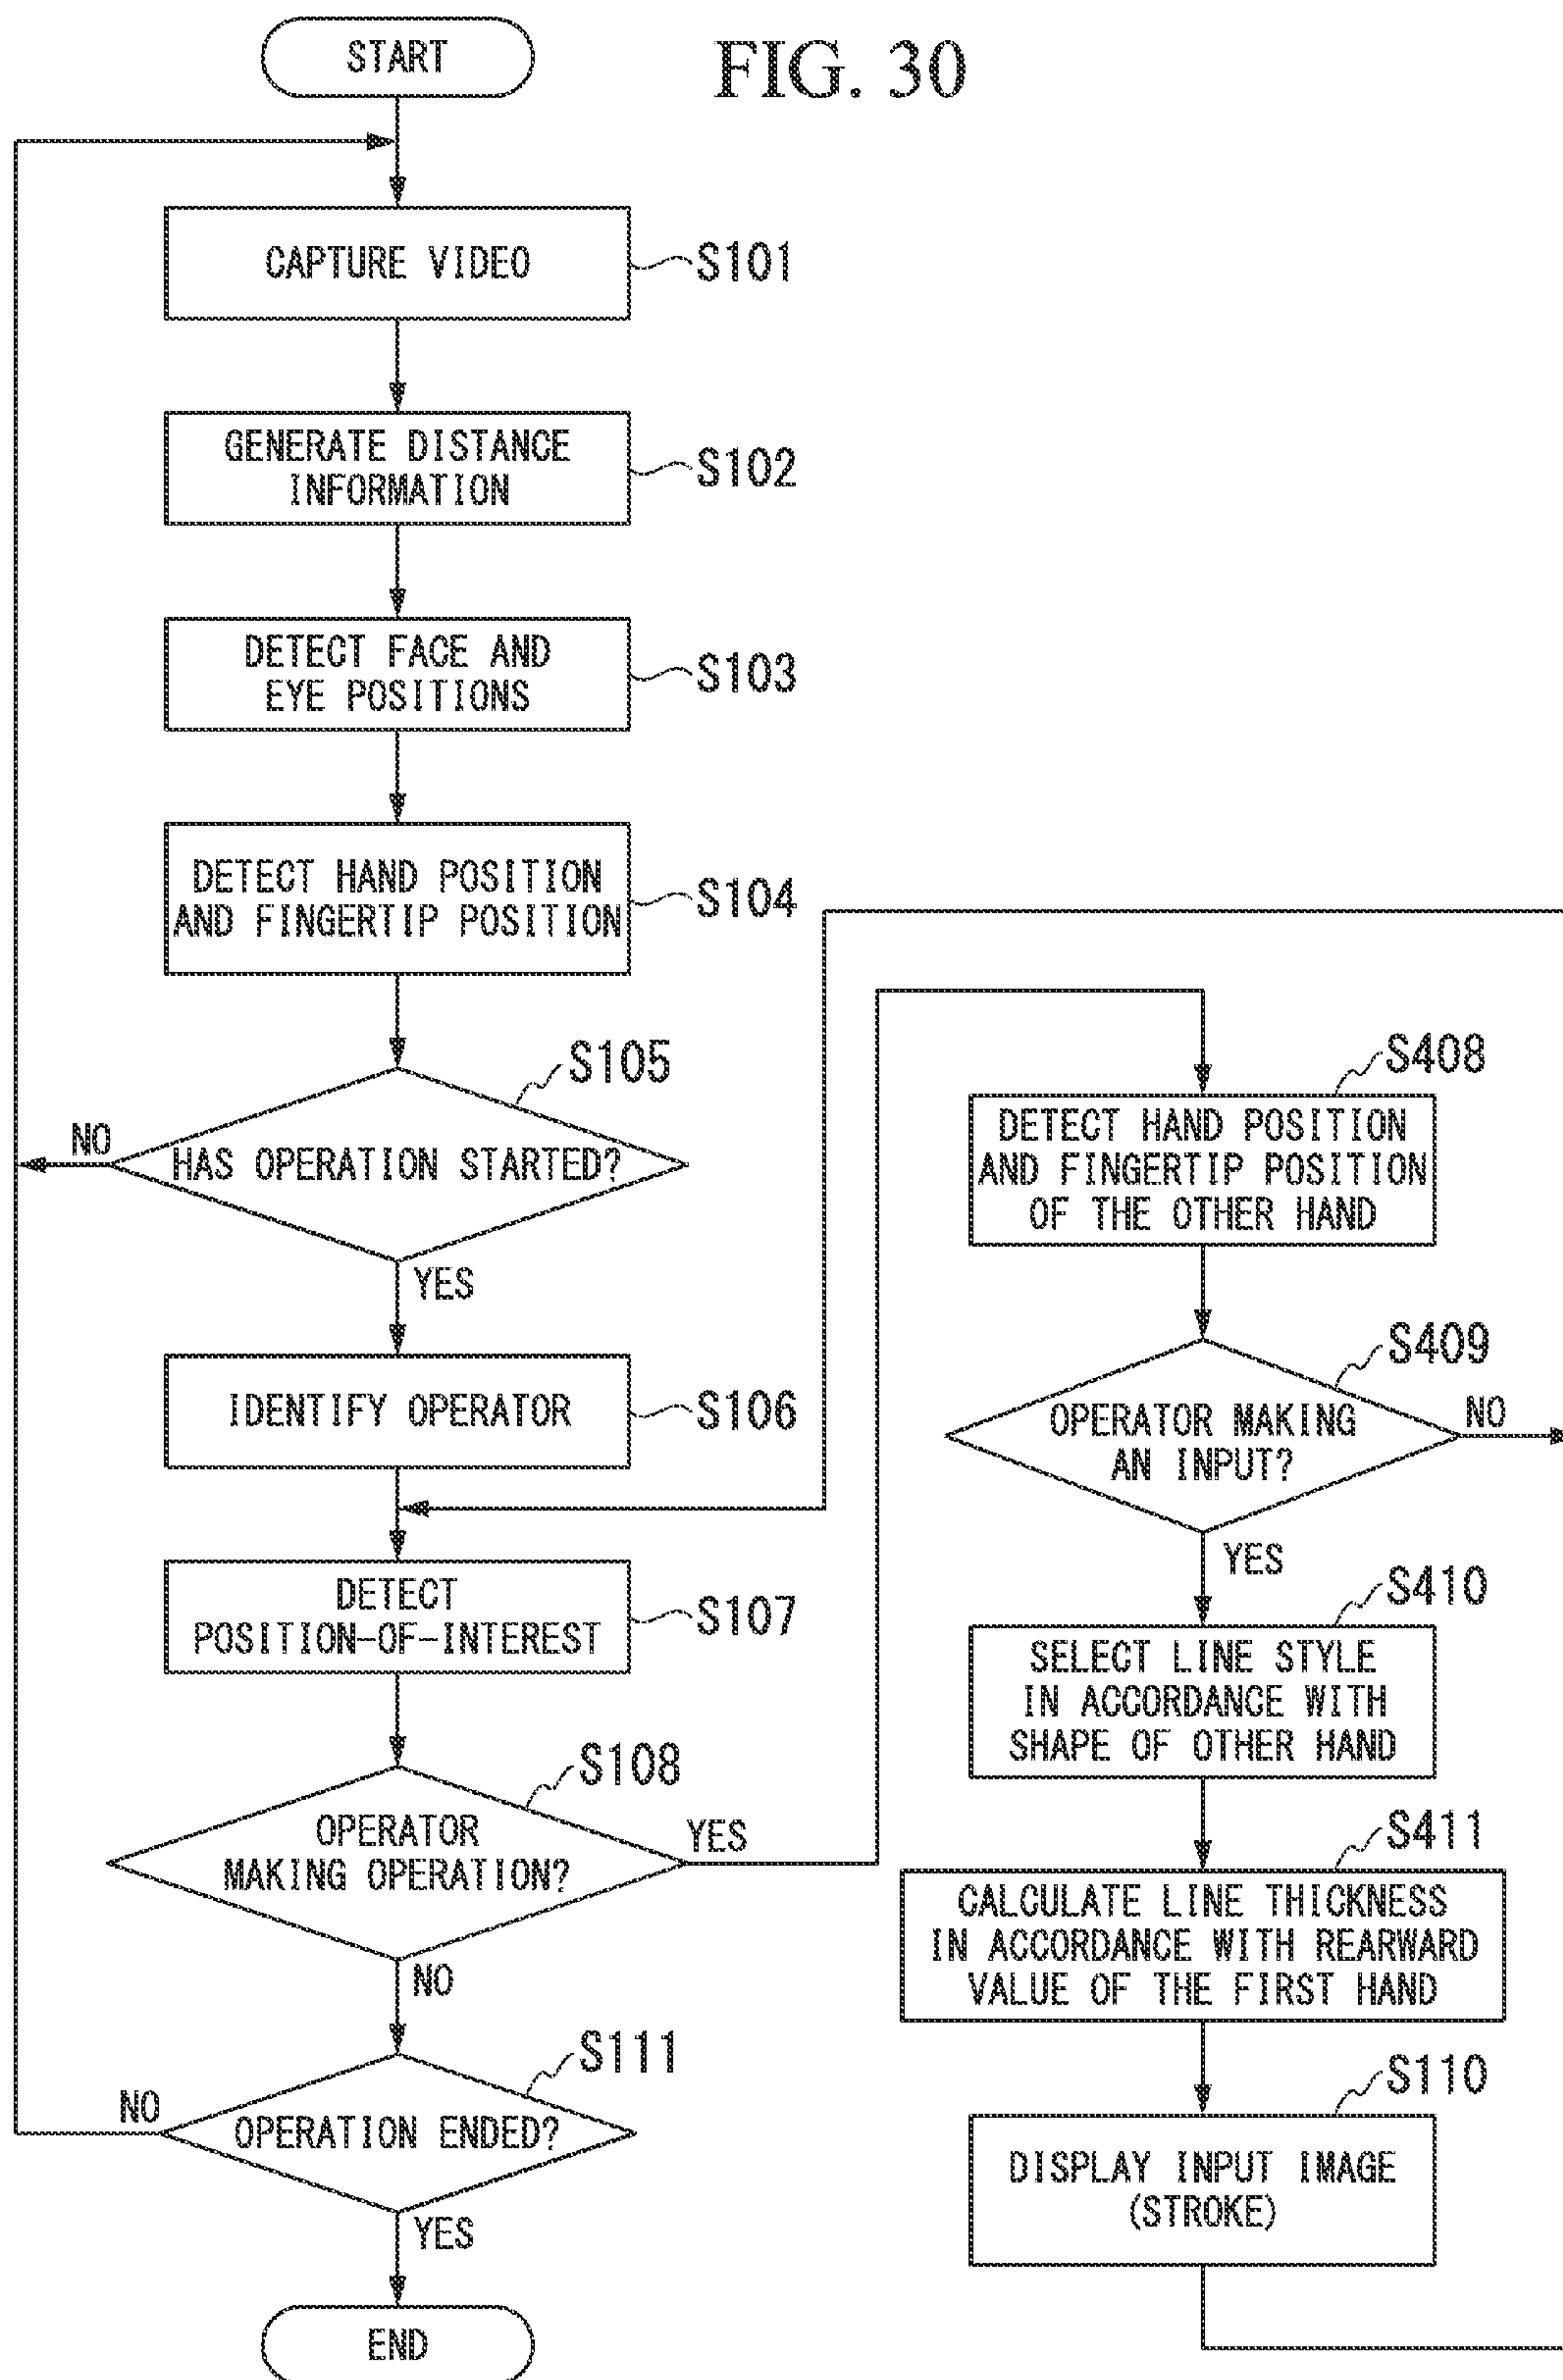 FIG. 30
START
CAPTURE VIDEO
S101
GENERATE DISTANCE
INFORMATION
S102
DETECT FACE AND
EYE POSITIONS
S103
DETECT HAND POSITION
AND FINGERTIP POSITION
S104
S105
HAS OPERATION STARTED?
NO
YES
IDENTIFY OPERATOR
S106
DETECT
POSITION-OF-INTEREST
S107
S108
OPERATOR
MAKING OPERATION?
YES
NO
S111
OPERATION ENDED?
NO
YES
END
S408
DETECT HAND POSITION
AND FINGERTIP POSITION
OF THE OTHER HAND
S409
OPERATOR MAKING
AN INPUT?
NO
YES
S410
SELECT LINE STYLE
IN ACCORDANCE WITH
SHAPE OF OTHER HAND
S411
CALCULATE LINE THICKNESS
IN ACCORDANCE WITH REARWARD
VALUE OF THE FIRST HAND
S110
DISPLAY INPUT IMAGE
(STROKE)